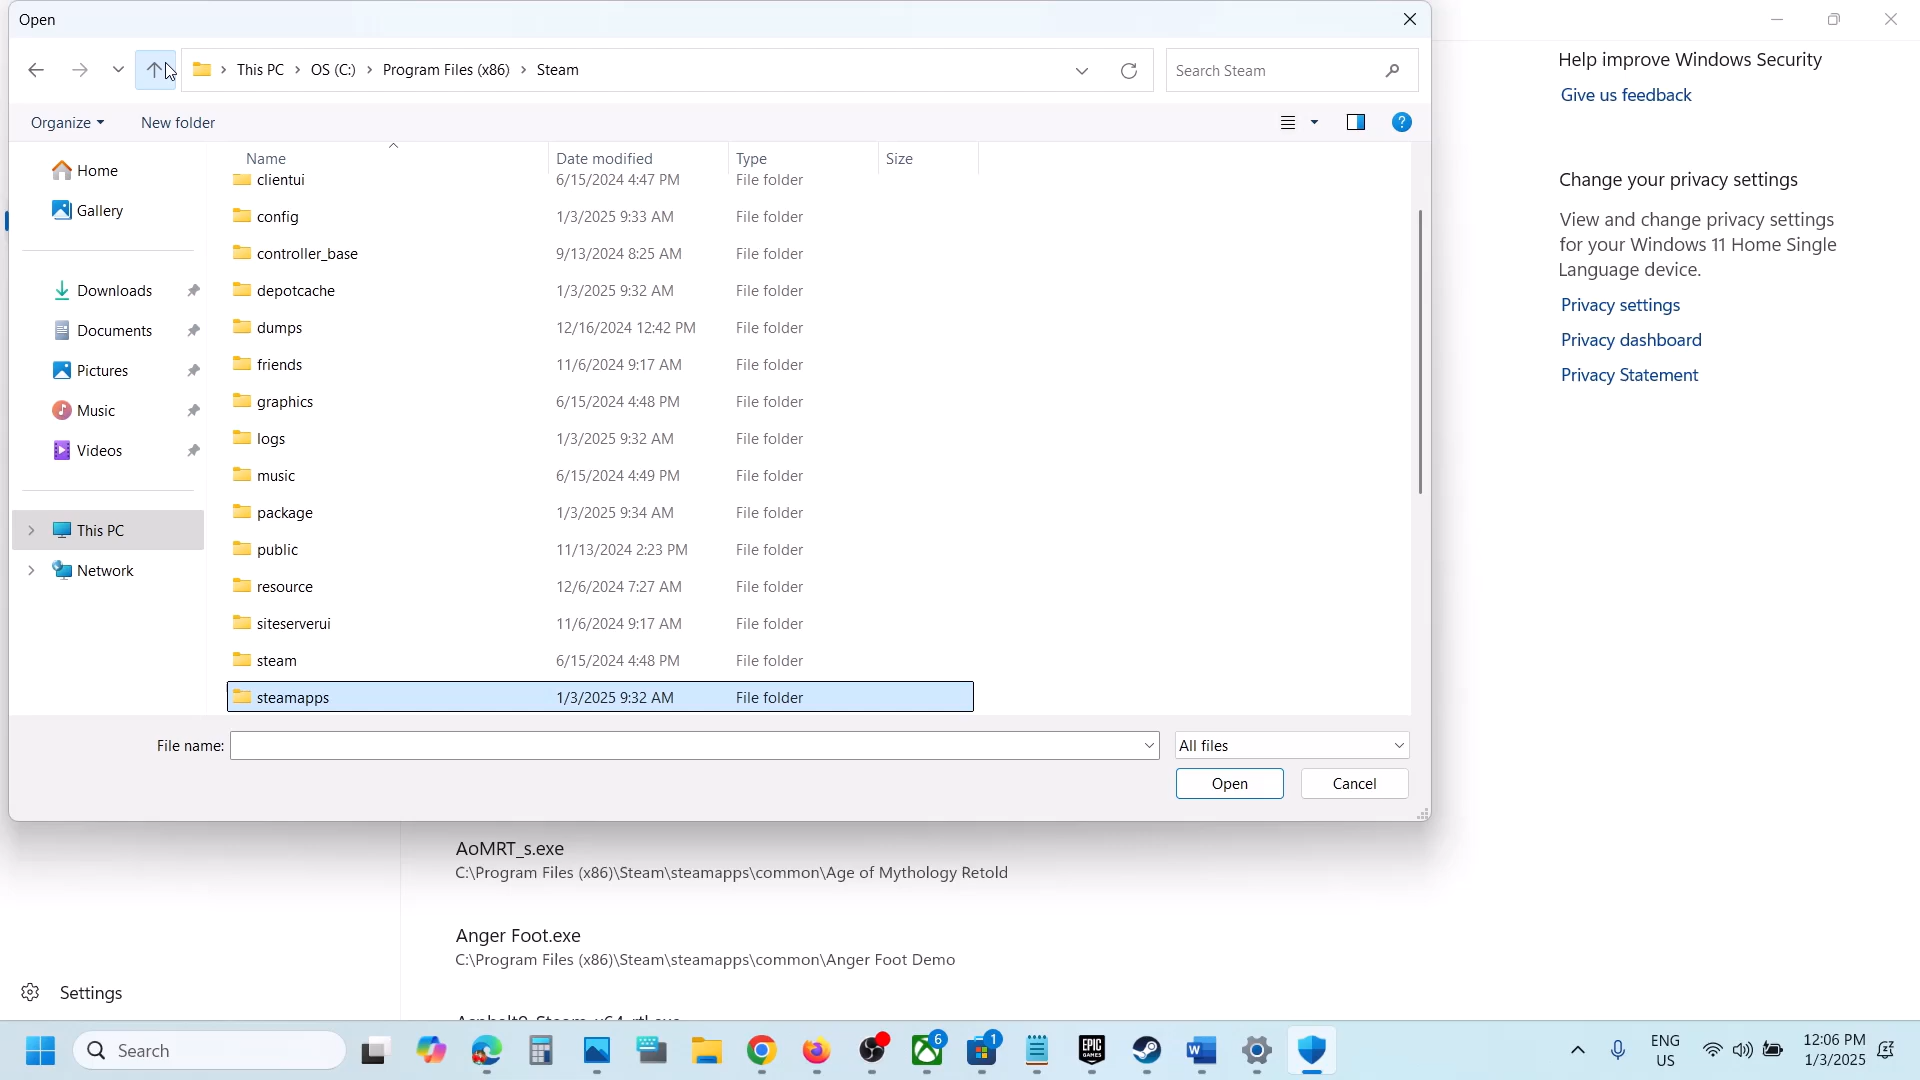 Open
This PC > OS (C:) > Program Files (x86) > Steam
Search Steam
Organize
New folder
?
Name
Date modified
Type
Size
Home
Gallery
Downloads
Documents
Pictures
Music
Videos
This PC
Network
clientui 6/15/2024 4:47 PM File folder
config 1/3/2025 9:33 AM File folder
controller_base 9/13/2024 8:25 AM File folder
depotcache 1/3/2025 9:32 AM File folder
dumps 12/16/2024 12:42 PM File folder
friends 11/6/2024 9:17 AM File folder
graphics 6/15/2024 4:48 PM File folder
logs 1/3/2025 9:32 AM File folder
music 6/15/2024 4:49 PM File folder
package 1/3/2025 9:34 AM File folder
public 11/13/2024 2:23 PM File folder
resource 12/6/2024 7:27 AM File folder
siteserverui 11/6/2024 9:17 AM File folder
steam 6/15/2024 4:48 PM File folder
steamapps 1/3/2025 9:32 AM File folder
File name:
All files
Open
Cancel
Help improve Windows Security
Give us feedback
Change your privacy settings
View and change privacy settings
for your Windows 11 Home Single
Language device.
Privacy settings
Privacy dashboard
Privacy Statement
AoMRT_s.exe
C:\Program Files (x86)\Steam\steamapps\common\Age of Mythology Retold
Anger Foot.exe
C:\Program Files (x86)\Steam\steamapps\common\Anger Foot Demo
Settings
Search
6
1
EPIC
GAMES
W
ENG
US
12:06 PM
1/3/2025